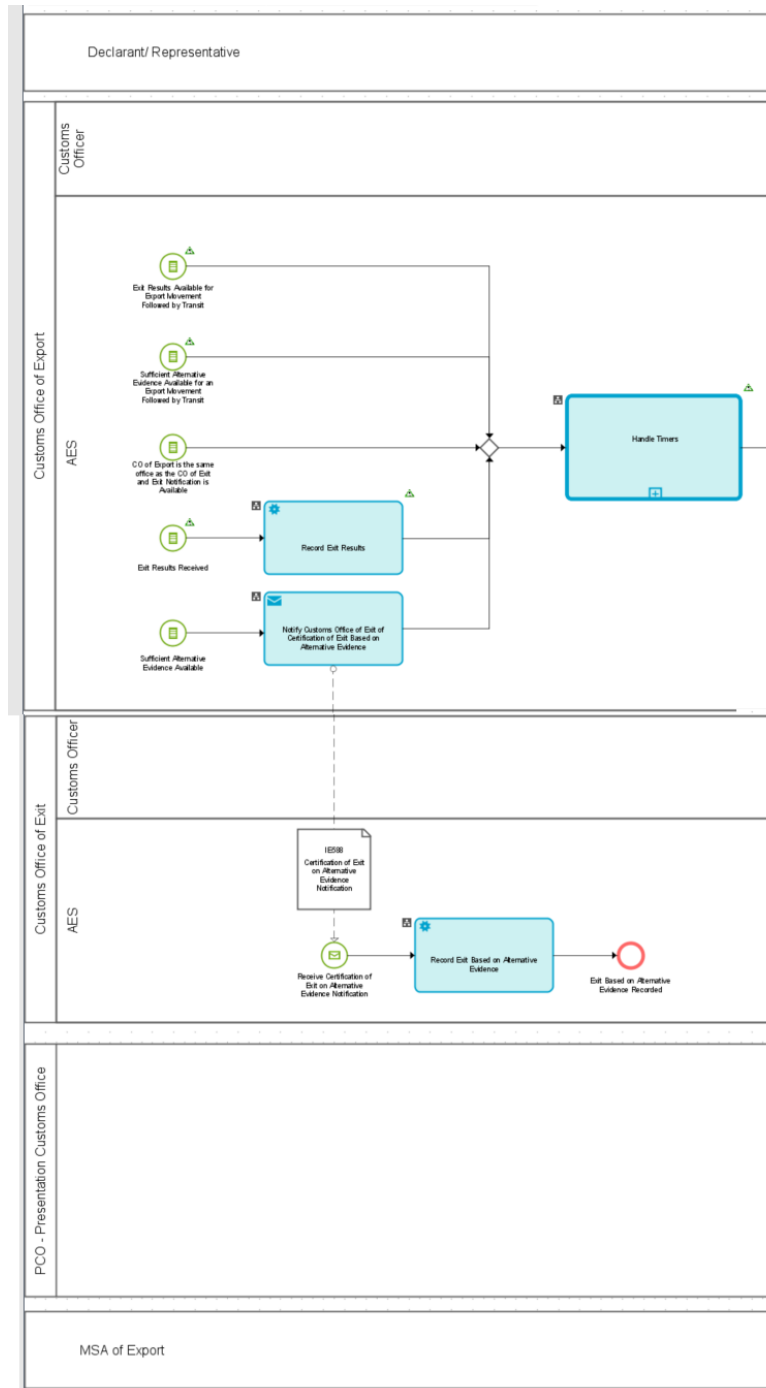 Declarant/ Representative
Customs Office of Export
Customs
Officer
AES
Exit Results Available for
Export Movement
Followed by Transit
Sufficient Alternative
Evidence Available for an
Export Movement
Followed by Transit
CO of Export is the same
office as the CO of Exit
and Exit Notification is
Available
Handle Timers
Exit Results Received
Record Exit Results
Sufficient Alternative
Evidence Available
Notify Customs Office of Exit of
Certification of Exit Based on
Alternative Evidence
Customs Office of Exit
Customs Officer
AES
IE588
Certification of Exit
on Alternative
Evidence
Notification
Receive Certification of
Exit on Alternative
Evidence Notification
Record Exit Based on Alternative
Evidence
Exit Based on Alternative
Evidence Recorded
PCO - Presentation Customs Office
MSA of Export